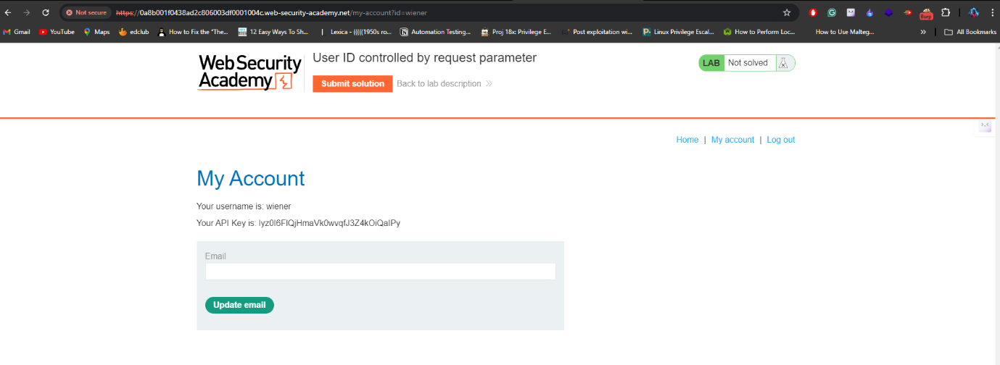 Not secure https://0a8b001f0438ad2c806003df0001004c.web-security-academy.net/my-account?id=wiener
Burp
Gmail YouTube Maps edclub How to Fix the "The... 12 Easy Ways To Sh... Lexica - (((((1950s ro... Automation Testing... Proj 18x: Privilege E... Post exploitation wi... Linux Privilege Escal... How to Perform Loc... How to Use Malteg... » All Bookmarks
Web Security
Academy
User ID controlled by request parameter
Submit solution Back to lab description »
LAB Not solved
Home | My account | Log out
My Account
Your username is: wiener
Your API Key is: Iyz0I6FIQjHmaVk0wvqfJ3Z4kOiQaIPy
Email
Update email